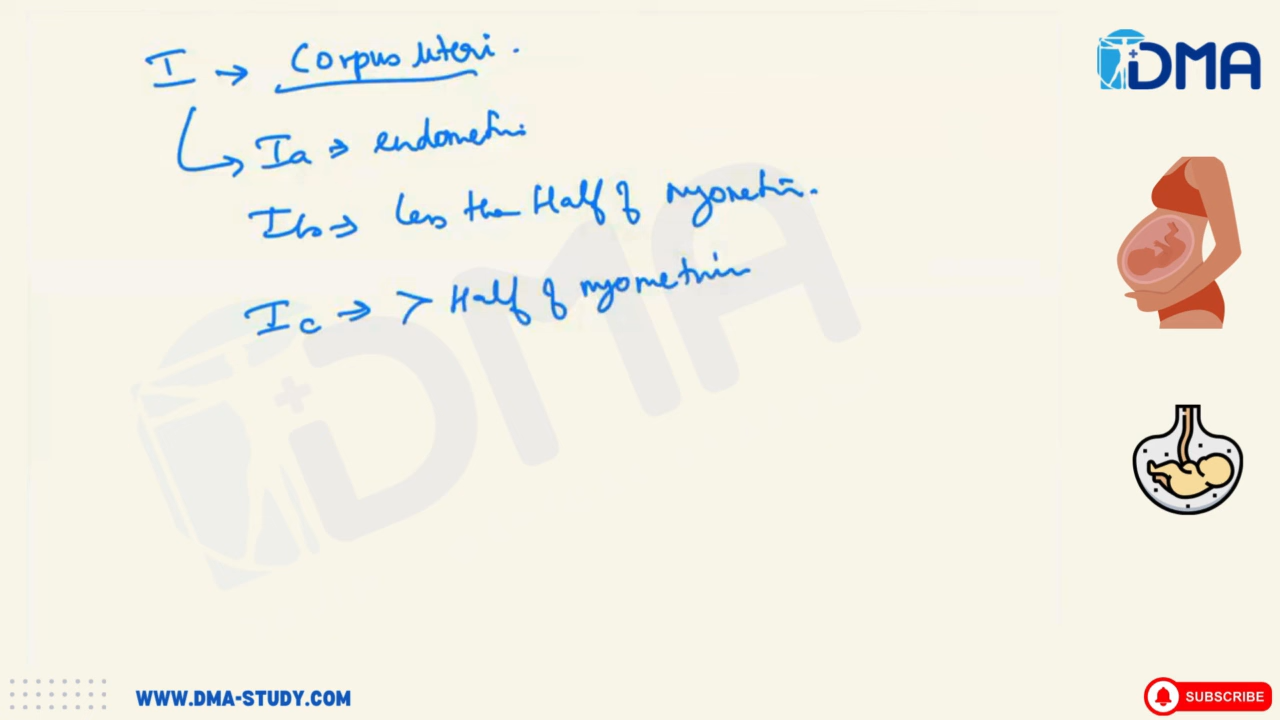 I → Corpus uteri.
Ia ⇒ endometri
Ib ⇒ less than Half of myometri.
Ic → > Half of myometrium
DMA
DMA
WWW.DMA-STUDY.COM
SUBSCRIBE